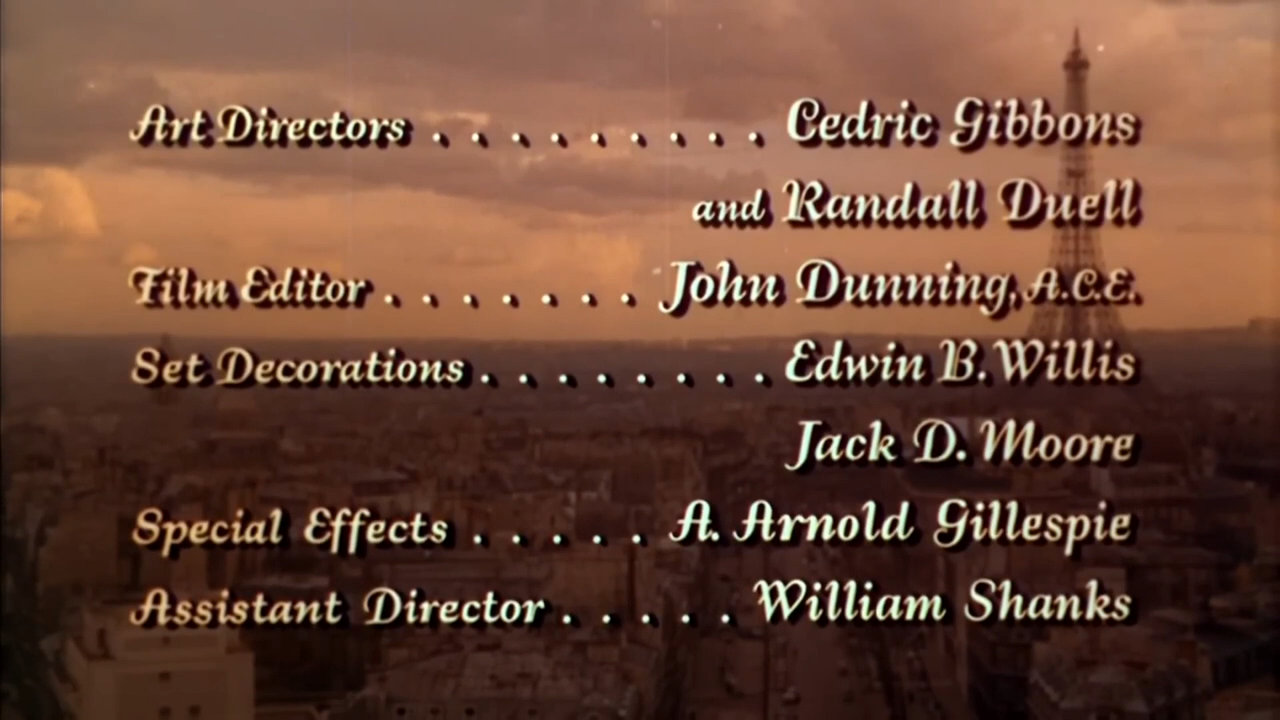 Art Directors . . . . . . . . . Cedric Gibbons
and Randall Duell
Film Editor . . . . . . . John Dunning, A.C.E.
Set Decorations . . . . . . . . Edwin B. Willis
Jack D. Moore
Special Effects . . . . . A. Arnold Gillespie
Assistant Director . . . . . William Shanks